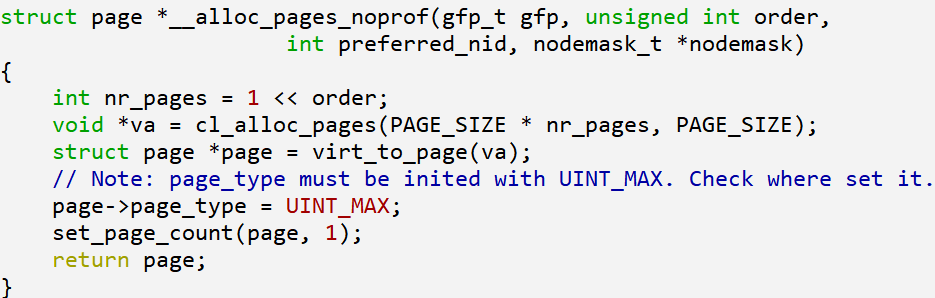 struct page *__alloc_pages_noprof(gfp_t gfp, unsigned int order,
                      int preferred_nid, nodemask_t *nodemask)
{
    int nr_pages = 1 << order;
    void *va = cl_alloc_pages(PAGE_SIZE * nr_pages, PAGE_SIZE);
    struct page *page = virt_to_page(va);
    // Note: page_type must be inited with UINT_MAX. Check where set it.
    page->page_type = UINT_MAX;
    set_page_count(page, 1);
    return page;
}